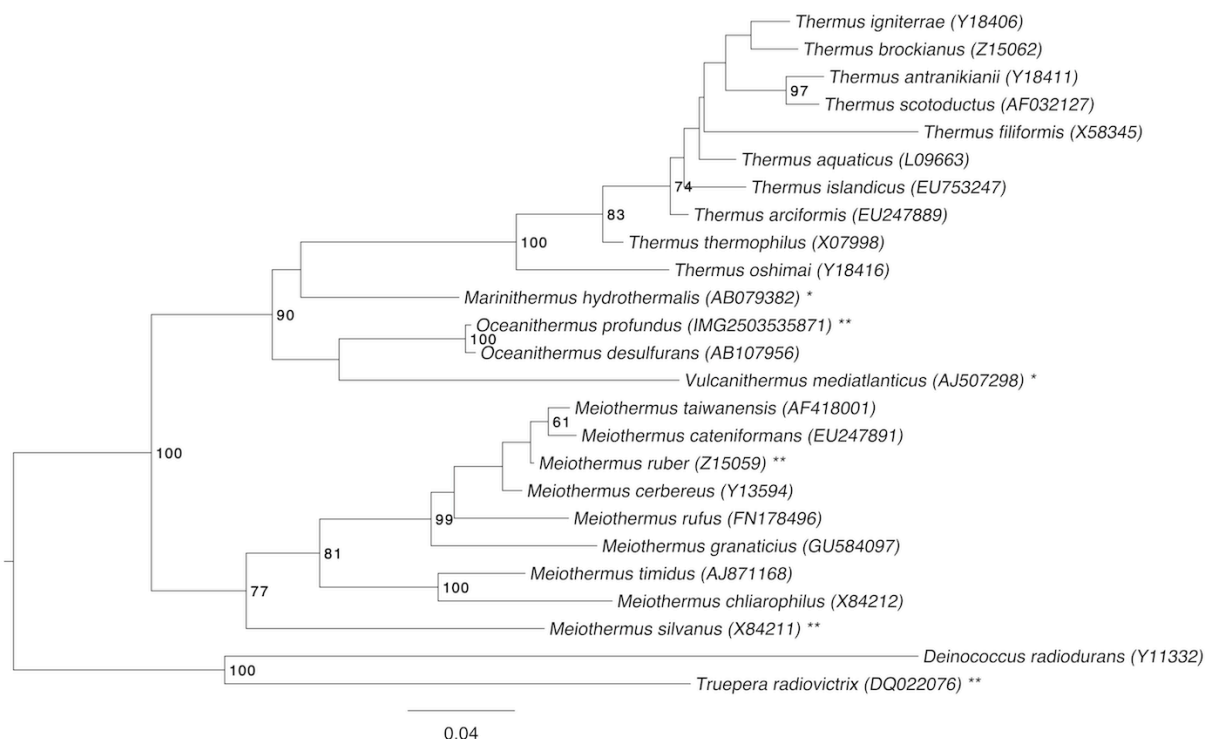 Thermus igniterrae (Y18406)
Thermus brockianus (Z15062)
Thermus antranikianii (Y18411)
97
Thermus scotoductus (AF032127)
Thermus filiformis (X58345)
Thermus aquaticus (L09663)
74
Thermus islandicus (EU753247)
83
Thermus arciformis (EU247889)
100
Thermus thermophilus (X07998)
Thermus oshimai (Y18416)
Marinithermus hydrothermalis (AB079382) *
90
Oceanithermus profundus (IMG2503535871) **
100
Oceanithermus desulfurans (AB107956)
Vulcanithermus mediatlanticus (AJ507298) *
Meiothermus taiwanensis (AF418001)
61
Meiothermus cateniformans (EU247891)
100
Meiothermus ruber (Z15059) **
Meiothermus cerbereus (Y13594)
99
Meiothermus rufus (FN178496)
Meiothermus granaticius (GU584097)
81
Meiothermus timidus (AJ871168)
100
77
Meiothermus chliarophilus (X84212)
Meiothermus silvanus (X84211) **
Deinococcus radiodurans (Y11332)
100
Truepera radiovictrix (DQ022076) **
0.04